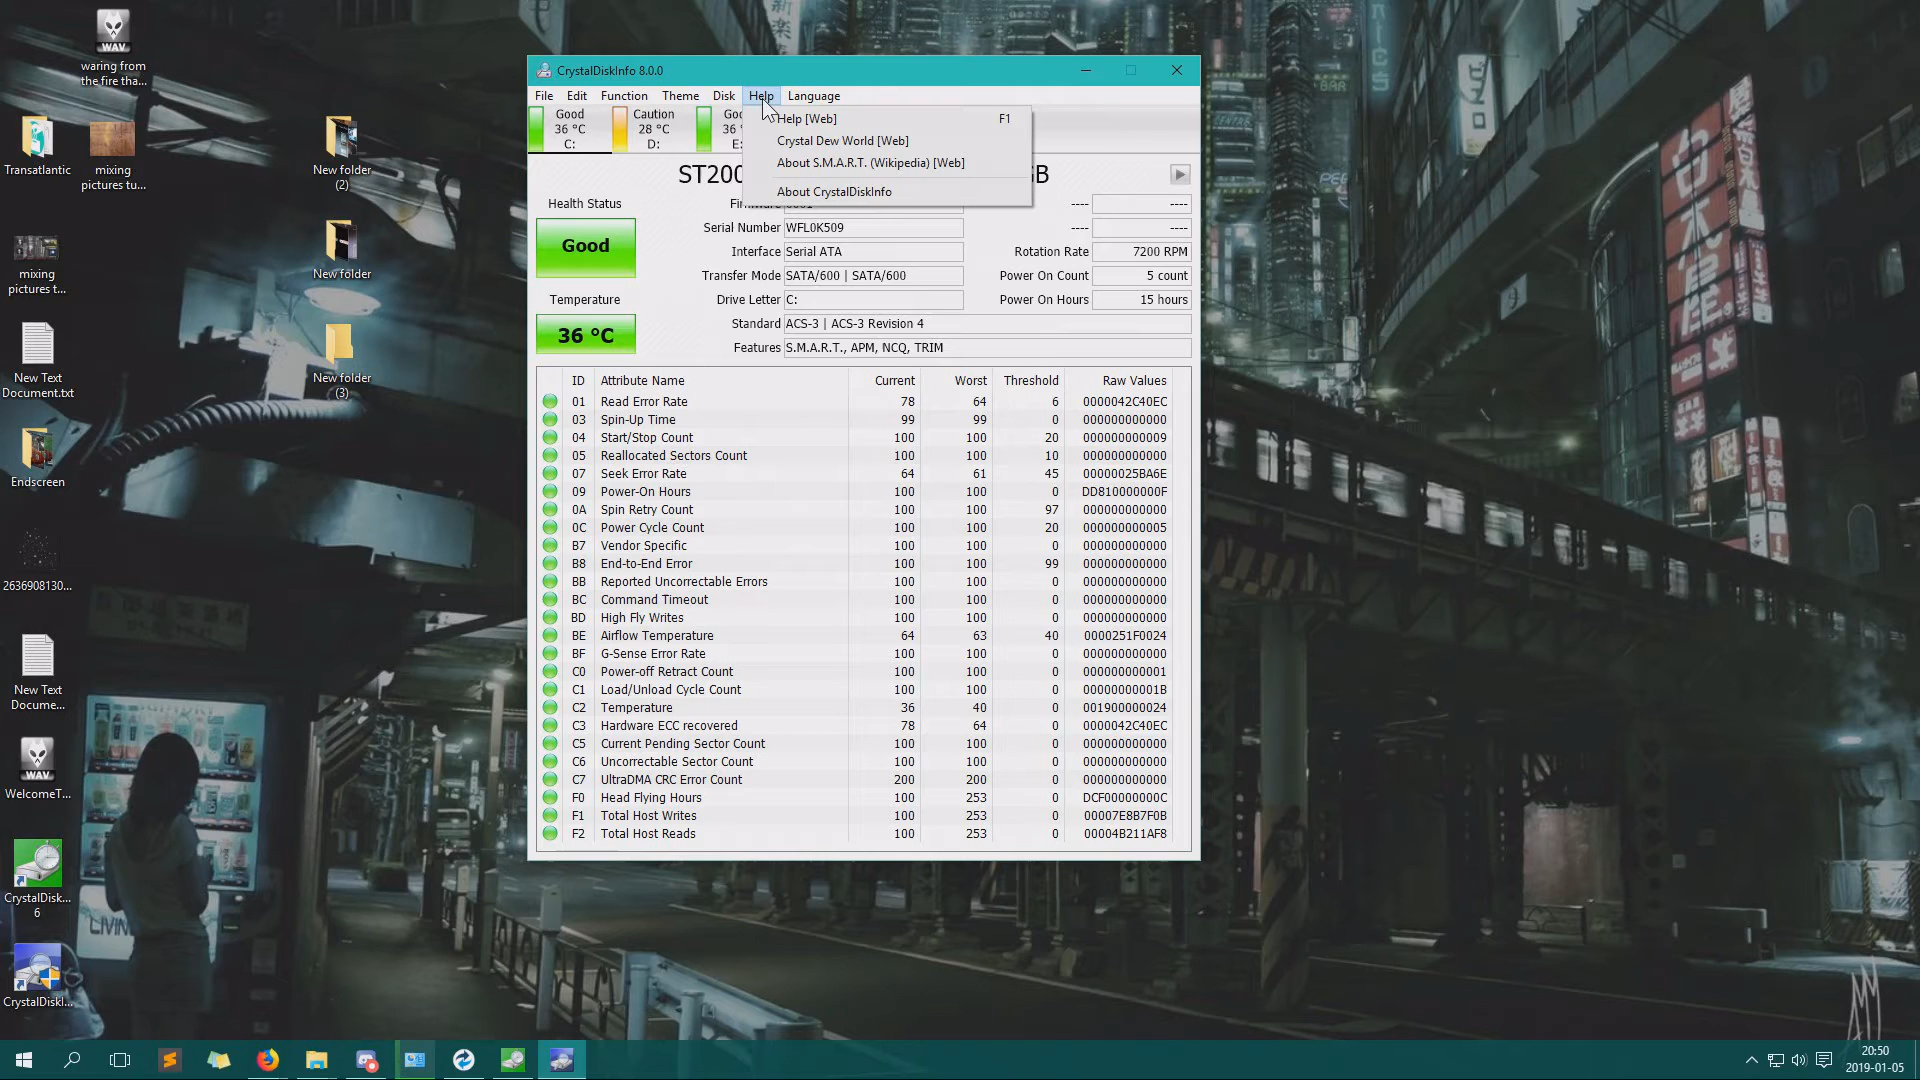 WAV
waring from
the fire tha...
Transatlantic
mixing
pictures tu...
New folder
(2)
mixing
pictures t...
New folder
New Text
Document.txt
New folder
(3)
Endscreen
2636908130...
New Text
Docume...
WAV
WelcomeT...
CrystalDisk...
6
CrystalDiskI...
CrystalDiskInfo 8.0.0
File Edit Function Theme Disk Help Language
Good
36 °C
C:
Caution
28 °C
D:
36
E:
Help [Web] F1
Crystal Dew World [Web]
About S.M.A.R.T. (Wikipedia) [Web]
About CrystalDiskInfo
ST200
Health Status
Good
Temperature
36 °C
---- ----
Serial Number WFL0K509 ---- ----
Interface Serial ATA Rotation Rate 7200 RPM
Transfer Mode SATA/600 | SATA/600 Power On Count 5 count
Drive Letter C: Power On Hours 15 hours
Standard ACS-3 | ACS-3 Revision 4
Features S.M.A.R.T., APM, NCQ, TRIM
ID Attribute Name Current Worst Threshold Raw Values
01 Read Error Rate 78 64 6 0000042C40EC
03 Spin-Up Time 99 99 0 000000000000
04 Start/Stop Count 100 100 20 000000000009
05 Reallocated Sectors Count 100 100 10 000000000000
07 Seek Error Rate 64 61 45 00000025BA6E
09 Power-On Hours 100 100 0 DD810000000F
0A Spin Retry Count 100 100 97 000000000000
0C Power Cycle Count 100 100 20 000000000005
B7 Vendor Specific 100 100 0 000000000000
B8 End-to-End Error 100 100 99 000000000000
BB Reported Uncorrectable Errors 100 100 0 000000000000
BC Command Timeout 100 100 0 000000000000
BD High Fly Writes 100 100 0 000000000000
BE Airflow Temperature 64 63 40 0000251F0024
BF G-Sense Error Rate 100 100 0 000000000000
C0 Power-off Retract Count 100 100 0 000000000001
C1 Load/Unload Cycle Count 100 100 0 00000000001B
C2 Temperature 36 40 0 001900000024
C3 Hardware ECC recovered 78 64 0 0000042C40EC
C5 Current Pending Sector Count 100 100 0 000000000000
C6 Uncorrectable Sector Count 100 100 0 000000000000
C7 UltraDMA CRC Error Count 200 200 0 000000000000
F0 Head Flying Hours 100 253 0 DCF00000000C
F1 Total Host Writes 100 253 0 00007E8B7F0B
F2 Total Host Reads 100 253 0 00004B211AF8
BAR
LIVIN
20:50
2019-01-05